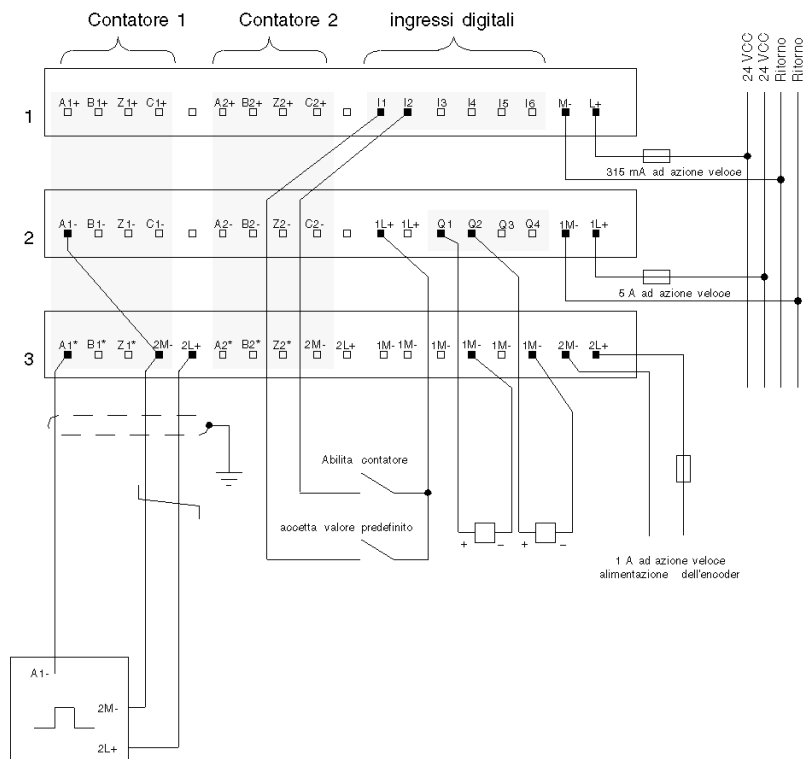 Contatore 1 Contatore 2 ingressi digitali
24 VCC
24 VCC
Ritorno
Ritorno
1
A1+ B1+ Z1+ C1+ A2+ B2+ Z2+ C2+ I1 I2 I3 I4 I5 I6 M- L+
315 mA ad azione veloce
2
A1- B1- Z1- C1- A2- B2- Z2- C2- 1L+ 1L+ Q1 Q2 Q3 Q4 1M- 1L+
5 A ad azione veloce
3
A1* B1* Z1* 2M- 2L+ A2* B2* Z2* 2M- 2L+ 1M- 1M- 1M- 1M- 1M- 1M- 2M- 2L+
Abilita contatore
accetta valore predefinito
+ - + -
1 A ad azione veloce
alimentazione dell'enooder
A1-
2M-
2L+